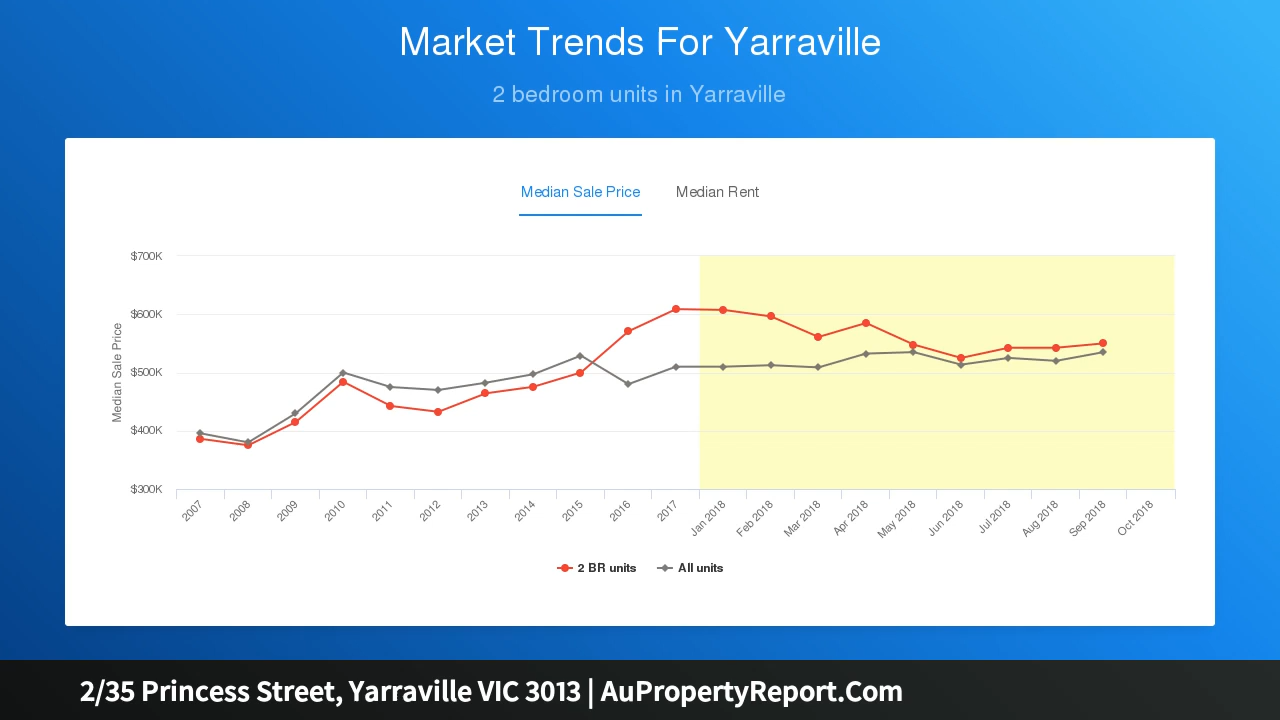 Market Trends For Yarraville
2 bedroom units in Yarraville
Median Sale Price Median Rent
Median Sale Price
$700K
$600K
$500K
$400K
$300K
2007 2008 2009 2010 2011 2012 2013 2014 2015 2016 2017 Jan 2018 Feb 2018 Mar 2018 Apr 2018 May 2018 Jun 2018 Jul 2018 Aug 2018 Sep 2018 Oct 2018
2 BR units All units
2/35 Princess Street, Yarraville VIC 3013 | AuPropertyReport.Com